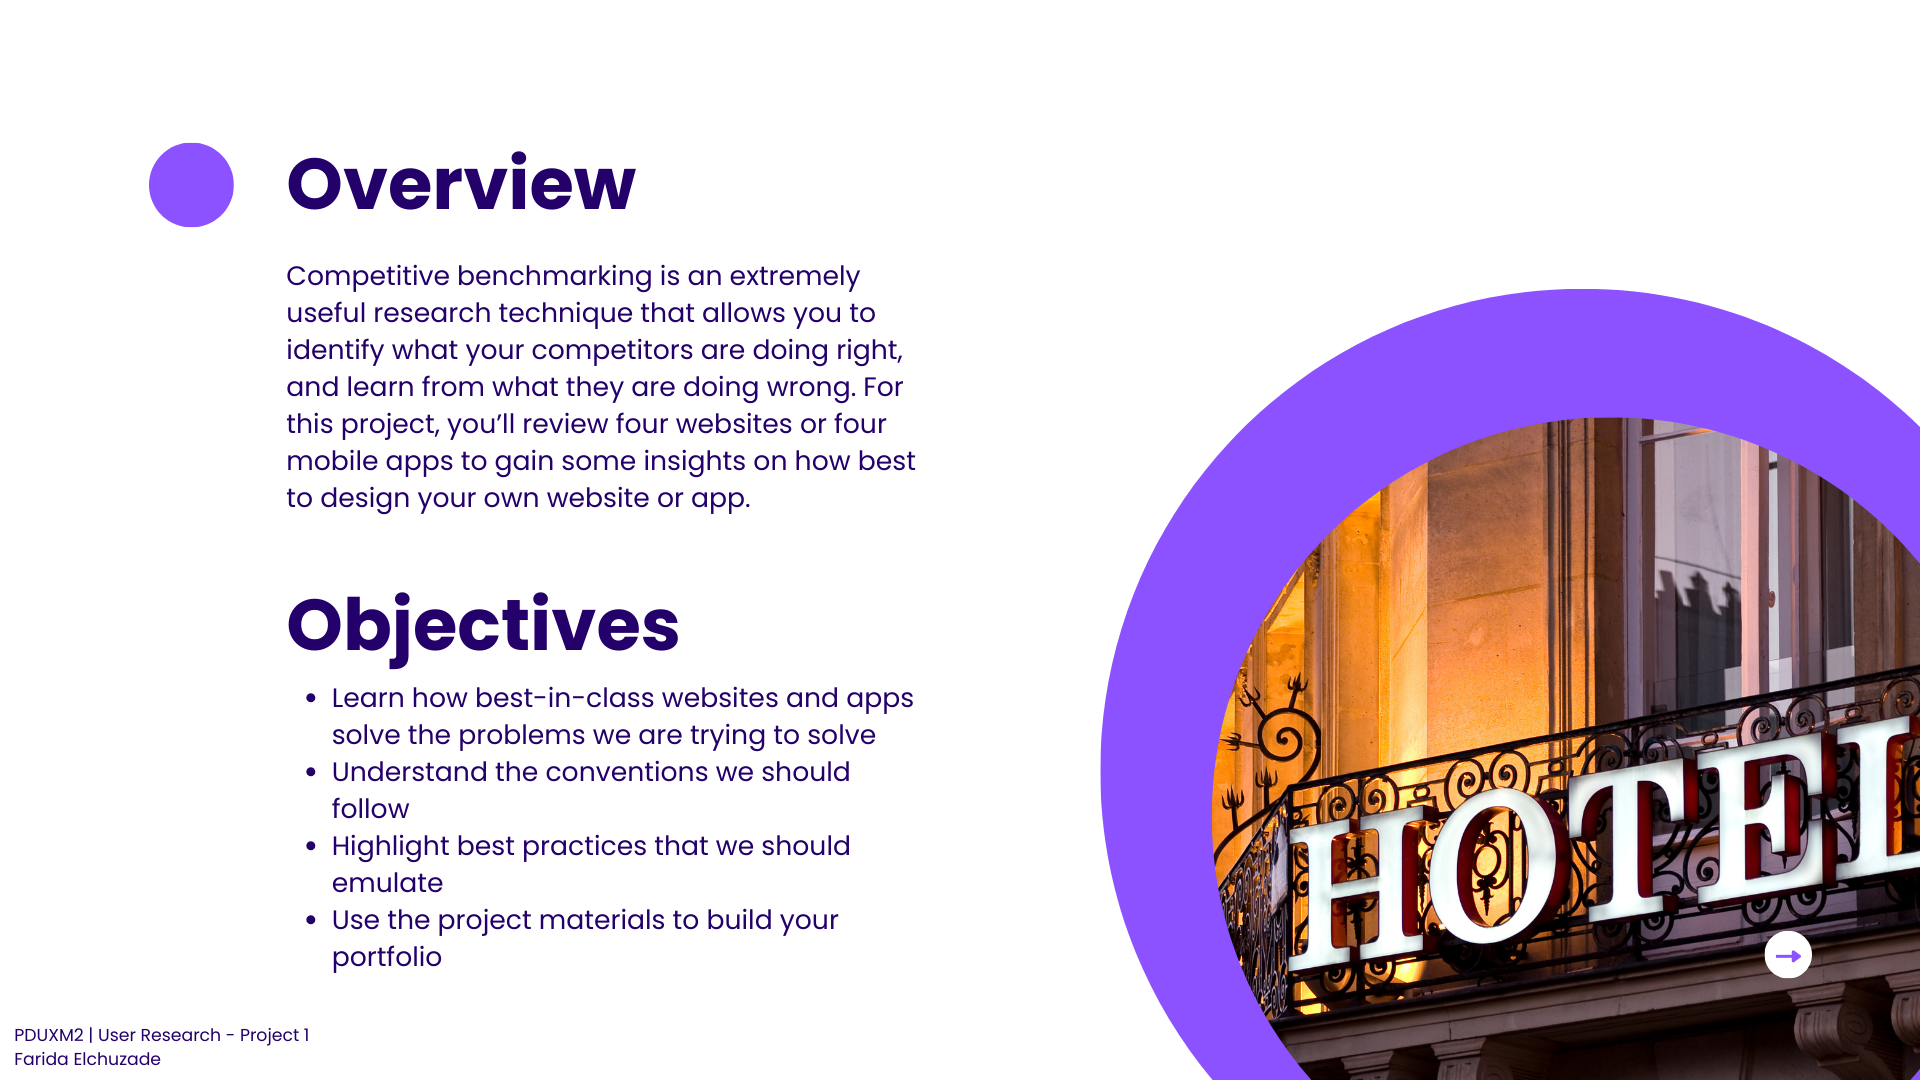 Overview
Competitive benchmarking is an extremely
useful research technique that allows you to
identify what your competitors are doing right,
and learn from what they are doing wrong. For
this project, you’ll review four websites or four
mobile apps to gain some insights on how best
to design your own website or app.
Objectives
• Learn how best-in-class websites and apps
solve the problems we are trying to solve
• Understand the conventions we should
follow
• Highlight best practices that we should
emulate
• Use the project materials to build your
portfolio
HOTEL
PDUXM2 | User Research - Project 1
Farida Elchuzade